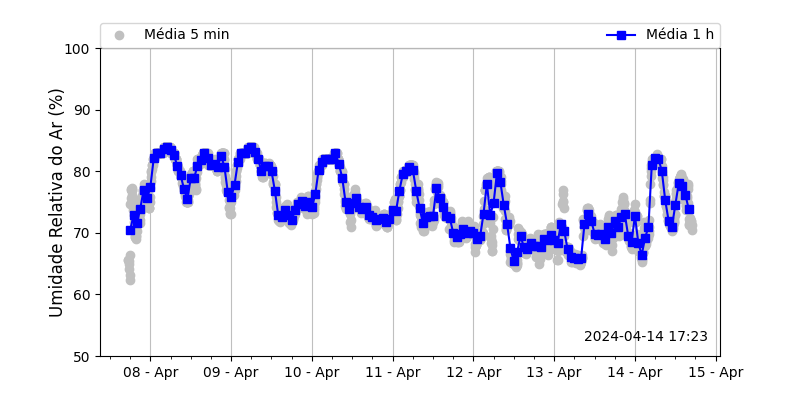 Média 5 min
Média 1 h
Umidade Relativa do Ar (%)
100
90
80
70
60
50
2024-04-14 17:23
08 - Apr
09 - Apr
10 - Apr
11 - Apr
12 - Apr
13 - Apr
14 - Apr
15 - Apr